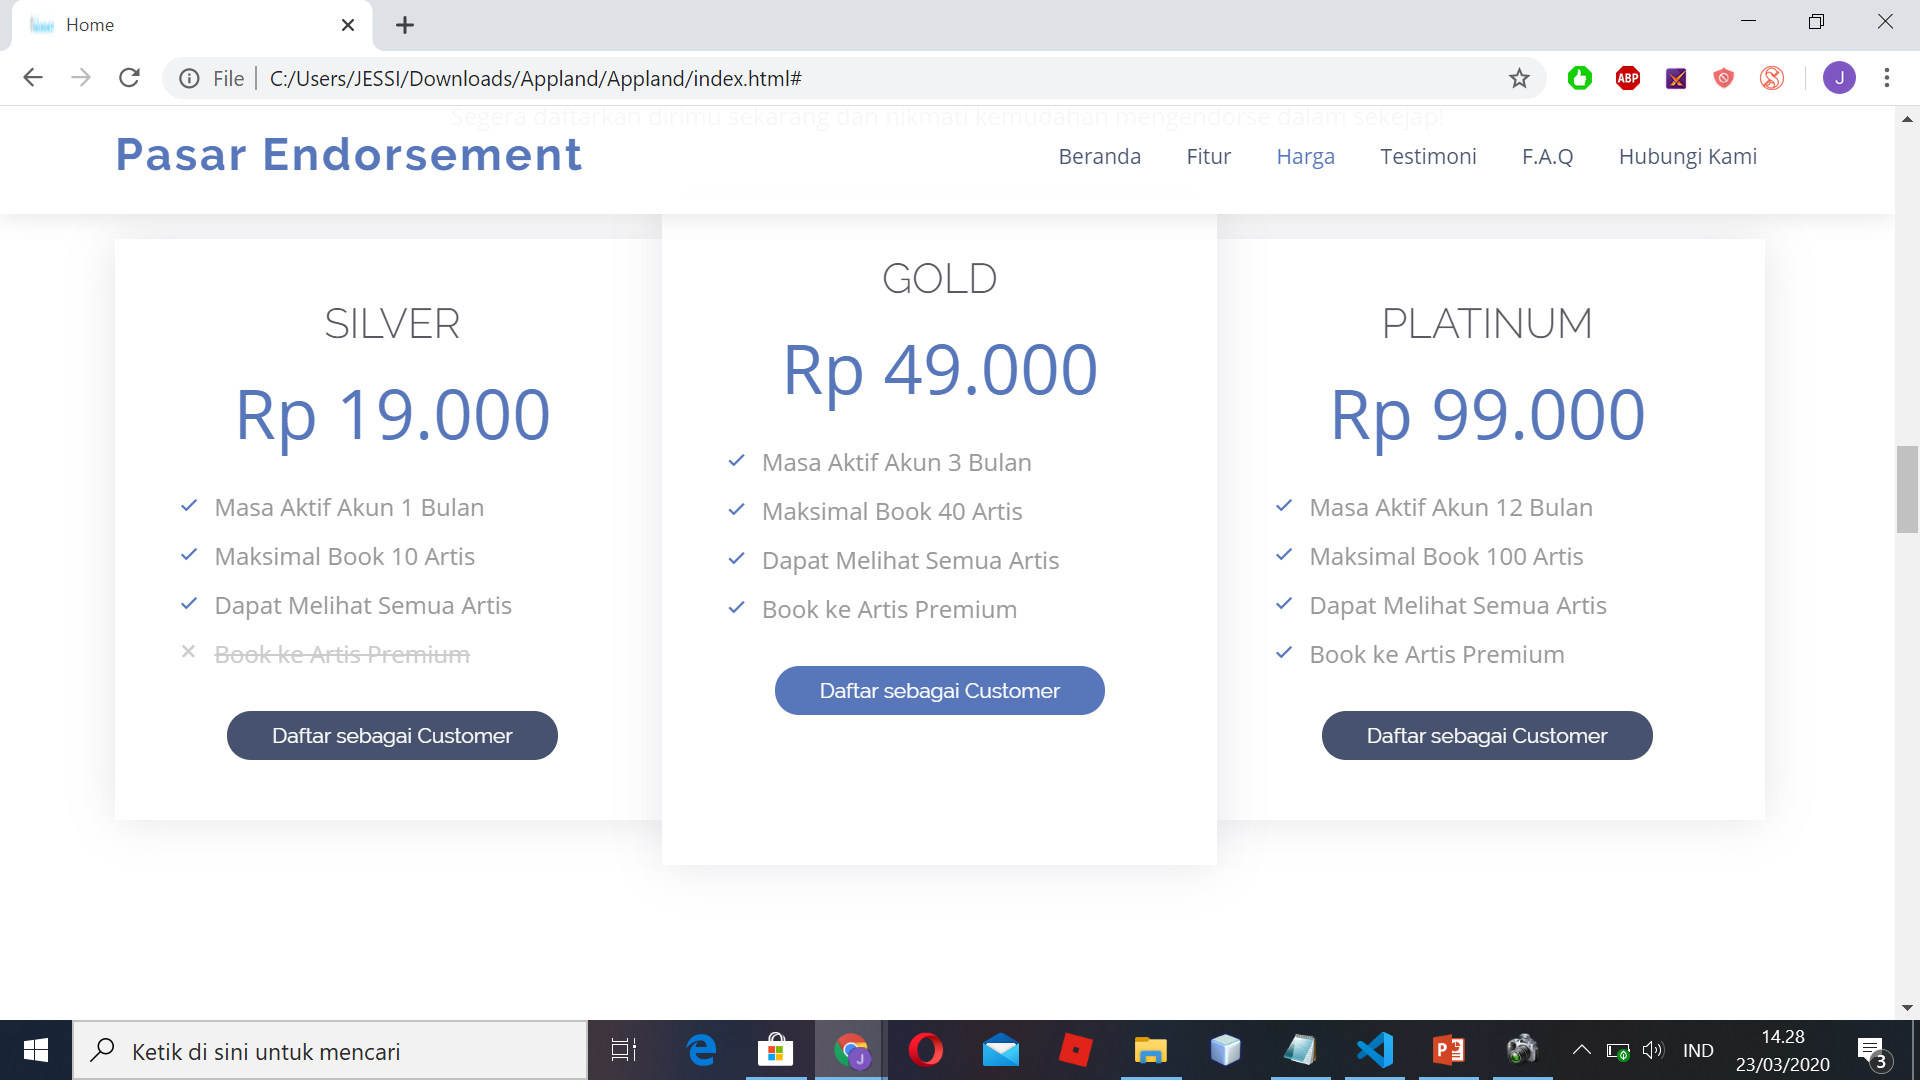 Home
File
C:/Users/JESSI/Downloads/Appland/Appland/index.html#
ABP
J
Segera daftarkan dirimu sekarang dan nikmati kemudahan mengendorse dalam sekejap!
Pasar Endorsement
Beranda
Fitur
Harga
Testimoni
F.A.Q
Hubungi Kami
SILVER
Rp 19.000
Masa Aktif Akun 1 Bulan
Maksimal Book 10 Artis
Dapat Melihat Semua Artis
Book ke Artis Premium
Daftar sebagai Customer
GOLD
Rp 49.000
Masa Aktif Akun 3 Bulan
Maksimal Book 40 Artis
Dapat Melihat Semua Artis
Book ke Artis Premium
Daftar sebagai Customer
PLATINUM
Rp 99.000
Masa Aktif Akun 12 Bulan
Maksimal Book 100 Artis
Dapat Melihat Semua Artis
Book ke Artis Premium
Daftar sebagai Customer
Ketik di sini untuk mencari
J
IND
14.28
23/03/2020
3